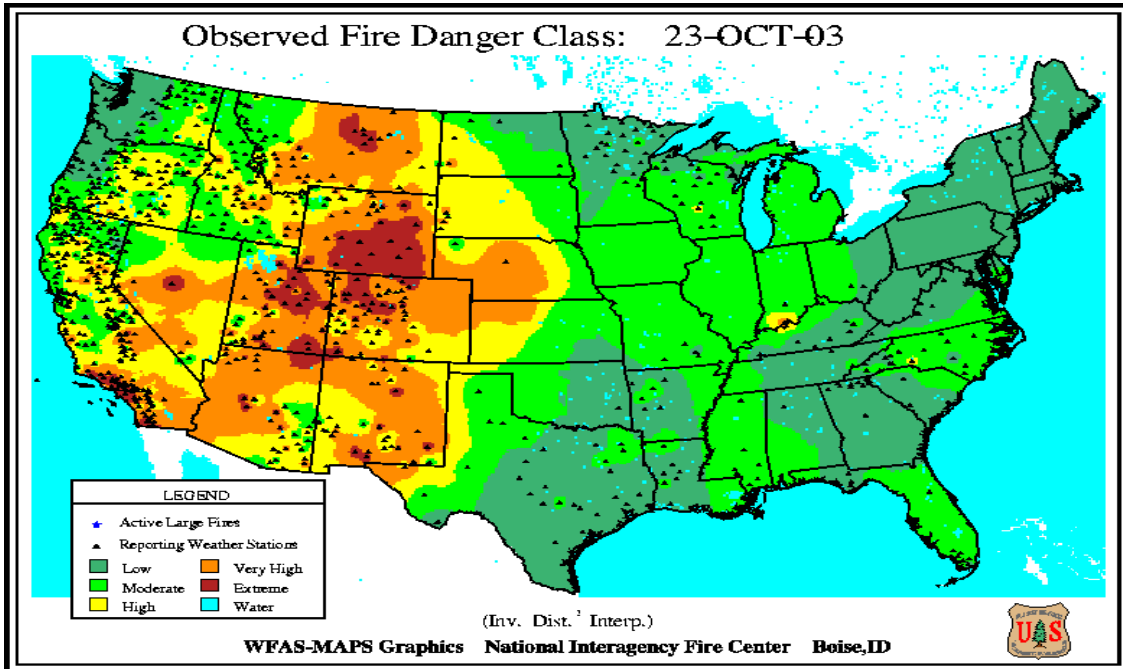 Observed Fire Danger Class: 23-OCT-03
LEGEND
Active Large Fires
Reporting Weather Stations
Low
Very High
Moderate
Extreme
High
Water
(Inv. Dist.² Interp.)
WFAS-MAPS Graphics National Interagency Fire Center Boise,ID
U S